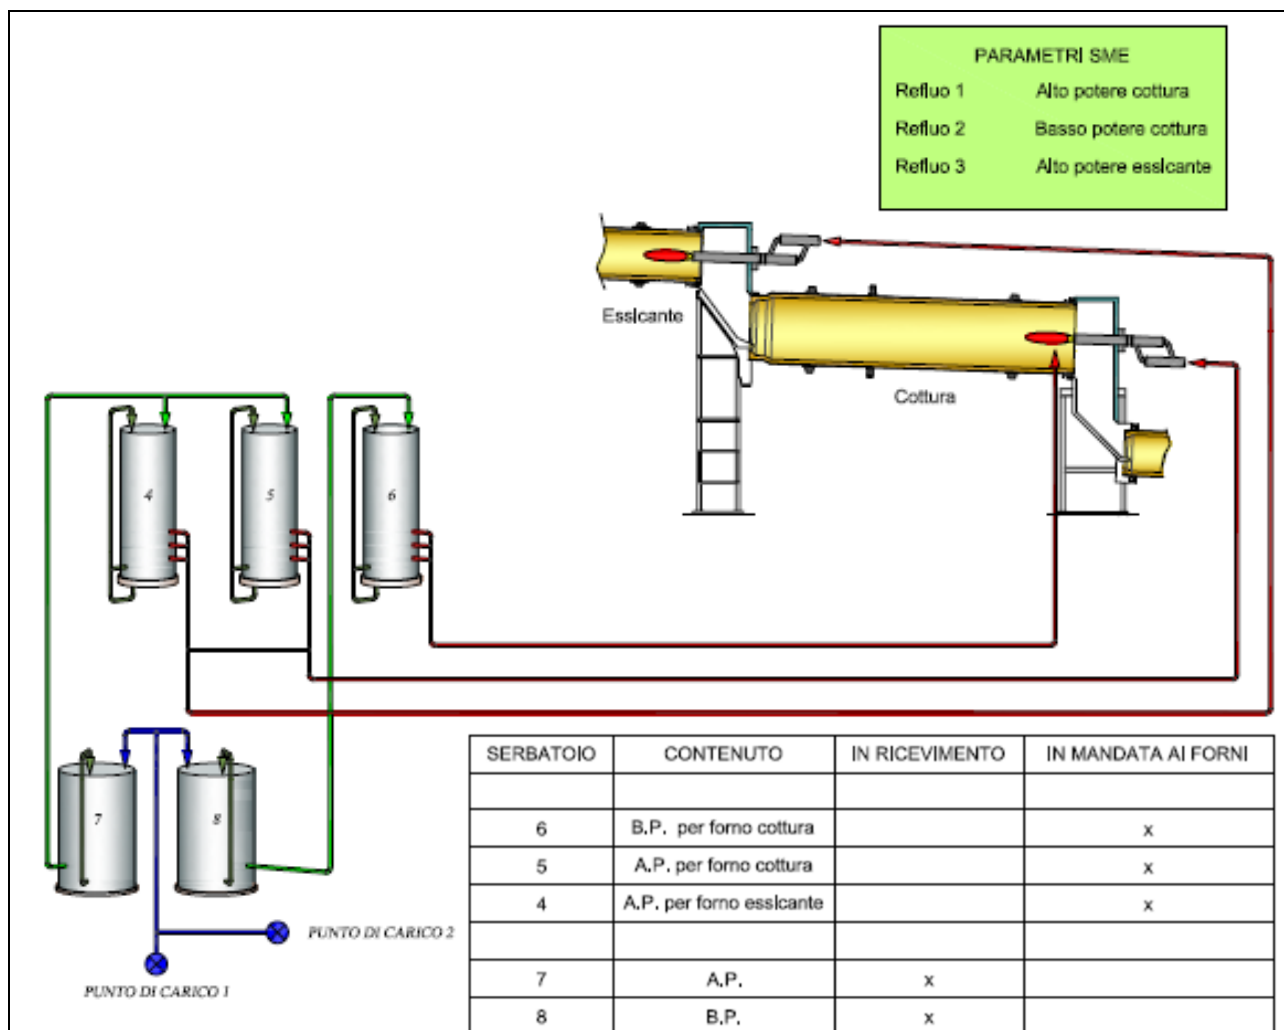 PARAMETRI SME
Refluo 1 Alto potere cottura
Refluo 2 Basso potere cottura
Refluo 3 Alto potere essicante
Essicante
Cottura
4 5 6
7 8
PUNTO DI CARICO 2
PUNTO DI CARICO 1
SERBATOIO CONTENUTO IN RICEVIMENTO IN MANDATA AI FORNI
6 B.P. per forno cottura x
5 A.P. per forno cottura x
4 A.P. per forno essicante x
7 A.P. x
8 B.P. x